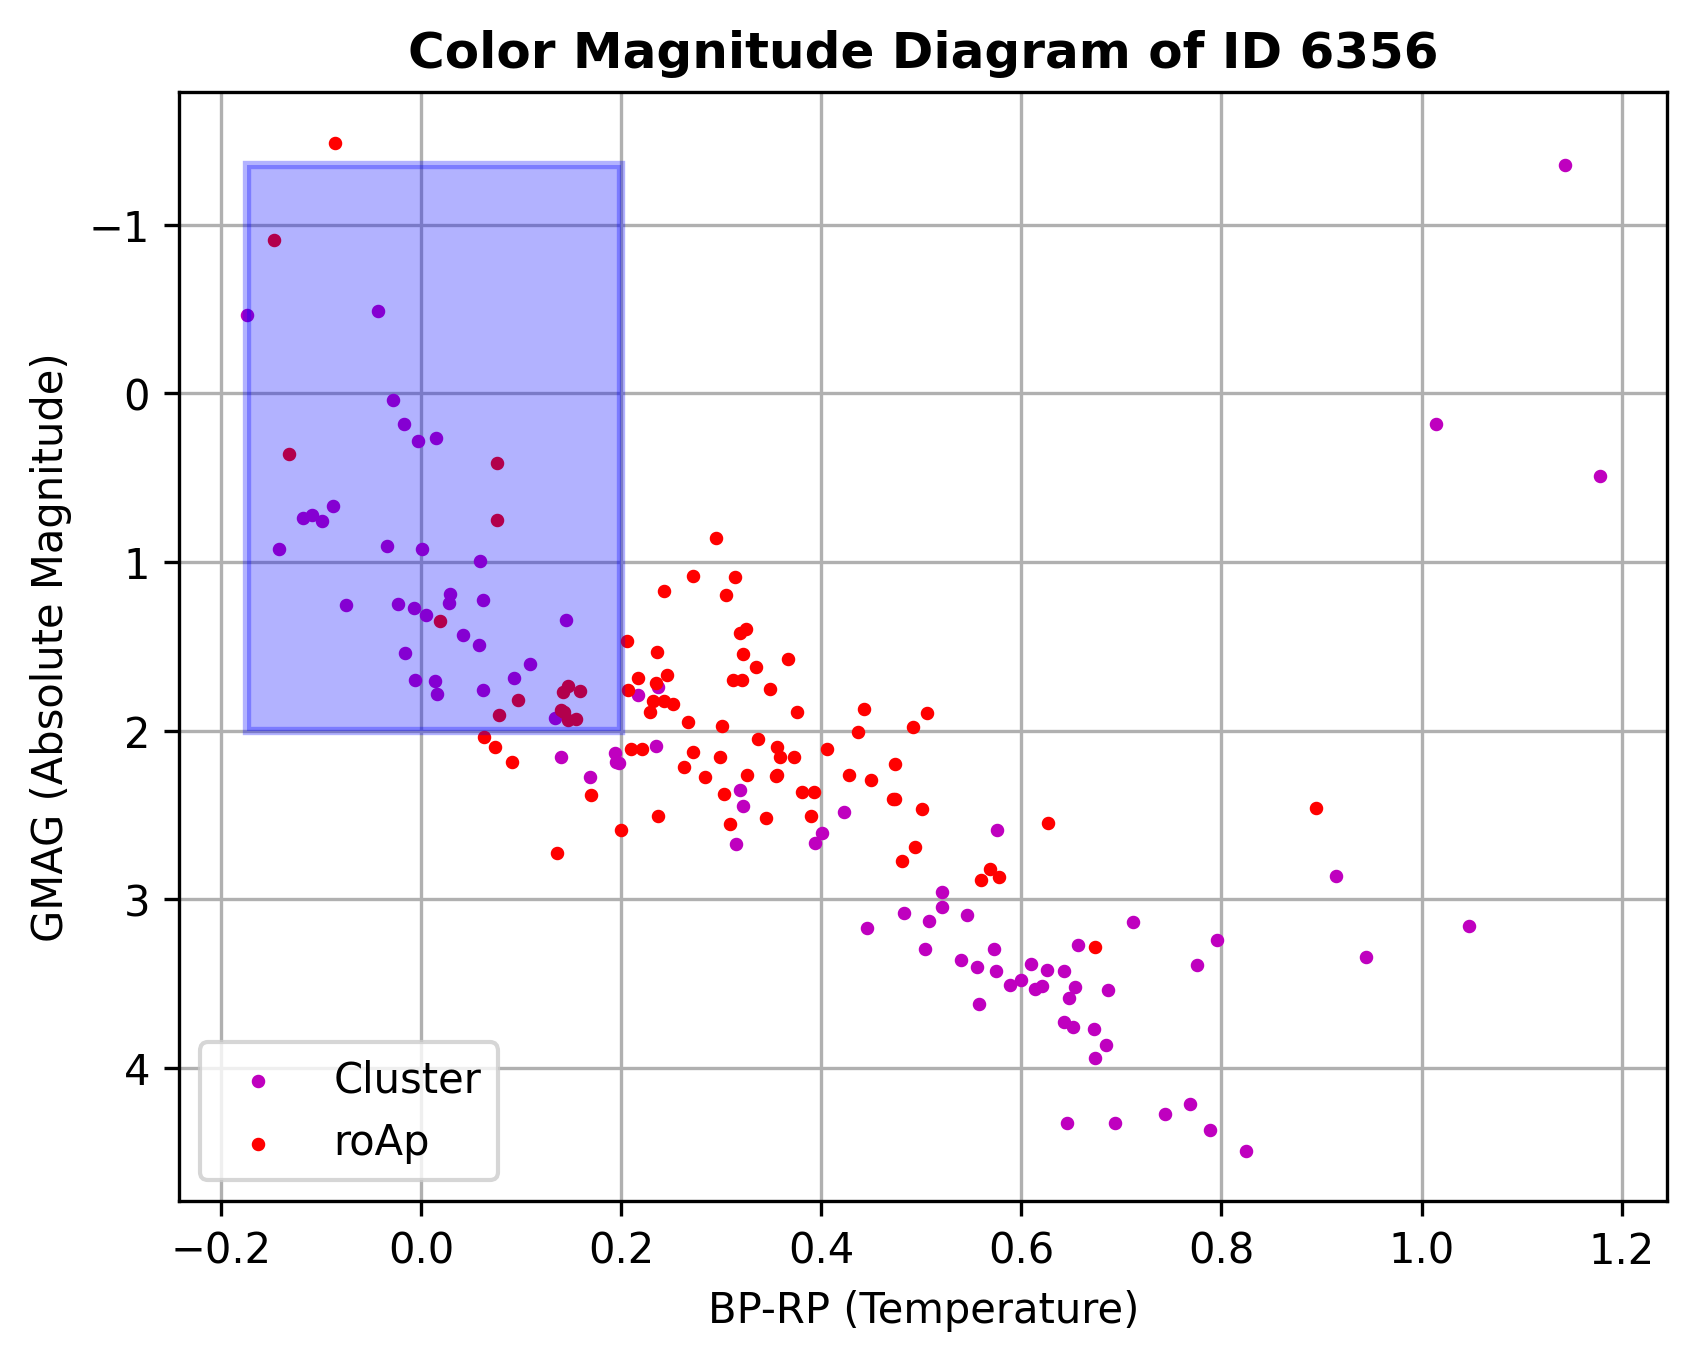 Color Magnitude Diagram of ID 6356
GMAG (Absolute Magnitude)
−1
0
1
2
3
4
Cluster
roAp
−0.2 0.0 0.2 0.4 0.6 0.8 1.0 1.2
BP-RP (Temperature)